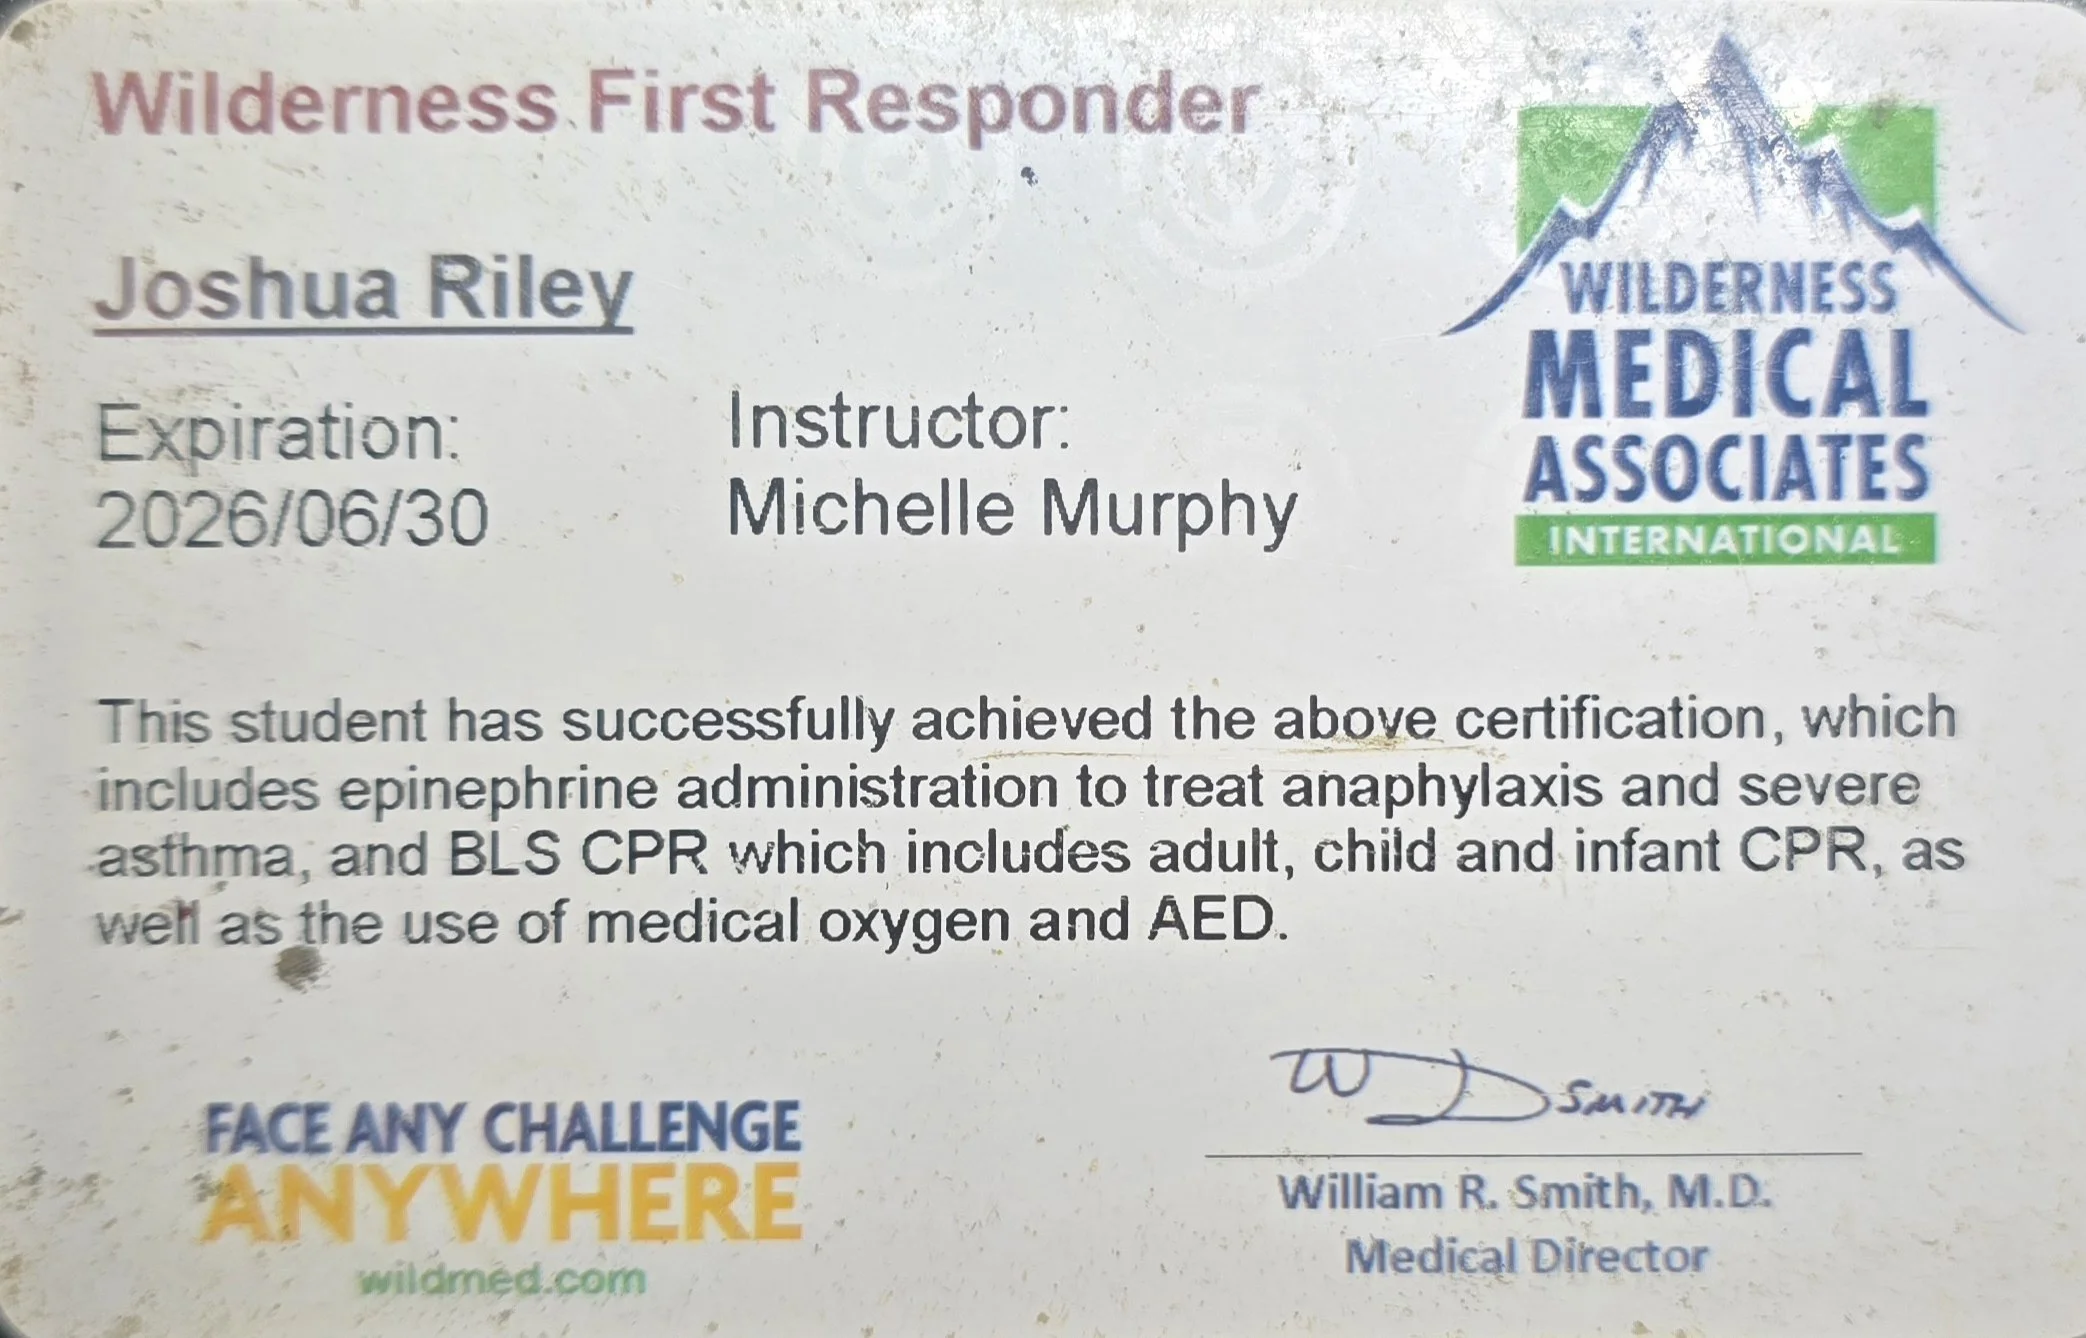 Wilderness First Responder
Joshua Riley
Expiration:
2026/06/30
Instructor:
Michelle Murphy
WILDERNESS
MEDICAL
ASSOCIATES
INTERNATIONAL
This student has successfully achieved the above certification, which
includes epinephrine administration to treat anaphylaxis and severe
asthma, and BLS CPR which includes adult, child and infant CPR, as
well as the use of medical oxygen and AED.
FACE ANY CHALLENGE
ANYWHERE
wildmed.com
W D SMITH
William R. Smith, M.D.
Medical Director